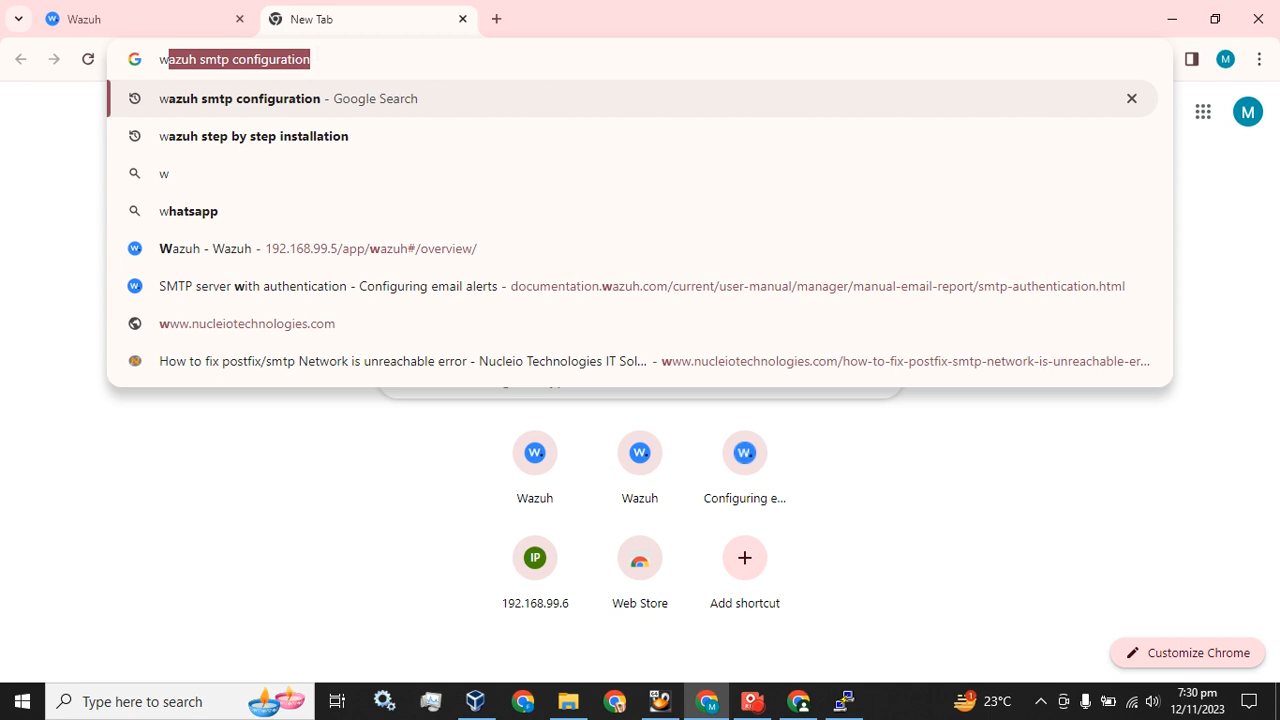 Wazuh
New Tab
wazuh smtp configuration
M
wazuh smtp configuration - Google Search
wazuh step by step installation
M
w
whatsapp
Wazuh - Wazuh - 192.168.99.5/app/wazuh#/overview/
SMTP server with authentication - Configuring email alerts - documentation.wazuh.com/current/user-manual/manager/manual-email-report/smtp-authentication.html
www.nucleiotechnologies.com
How to fix postfix/smtp Network is unreachable error - Nucleio Technologies IT Sol... - www.nucleiotechnologies.com/how-to-fix-postfix-smtp-network-is-unreachable-er...
W. W. W.
Wazuh Wazuh Configuring e...
IP
192.168.99.6 Web Store Add shortcut
Customize Chrome
Type here to search
23°C
7:30 pm
12/11/2023